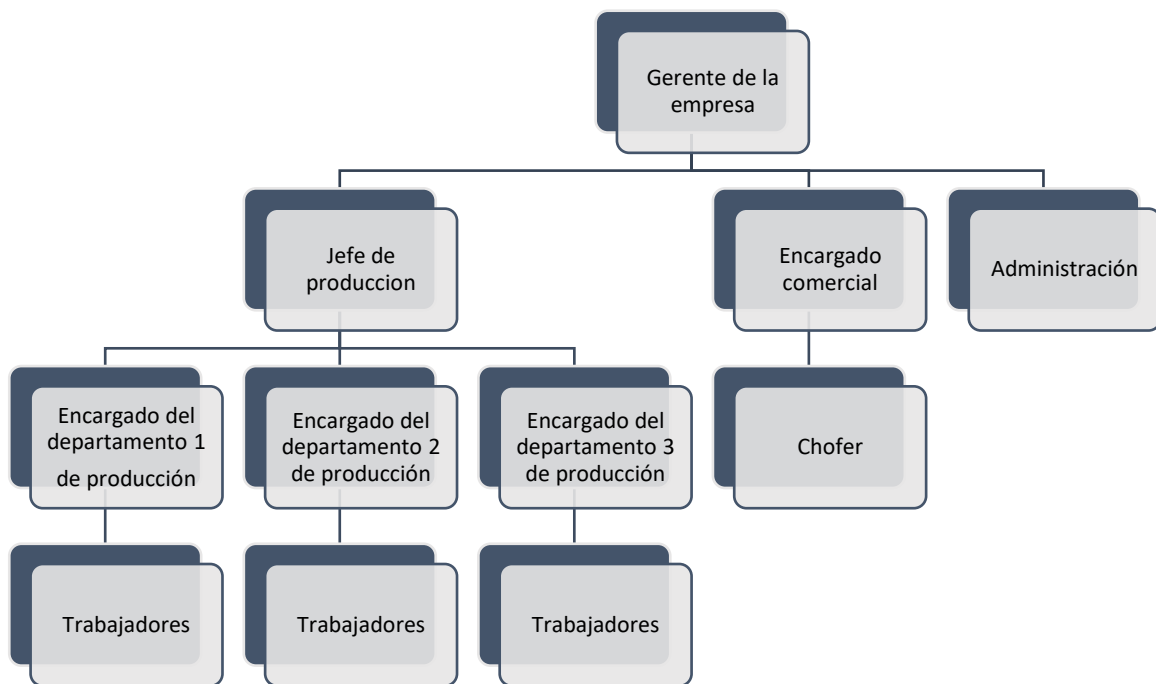 Gerente de la
empresa
Jefe de
produccion
Encargado
comercial
Administración
Encargado del
departamento 1
de producción
Encargado del
departamento 2
de producción
Encargado del
departamento 3
de producción
Chofer
Trabajadores
Trabajadores
Trabajadores